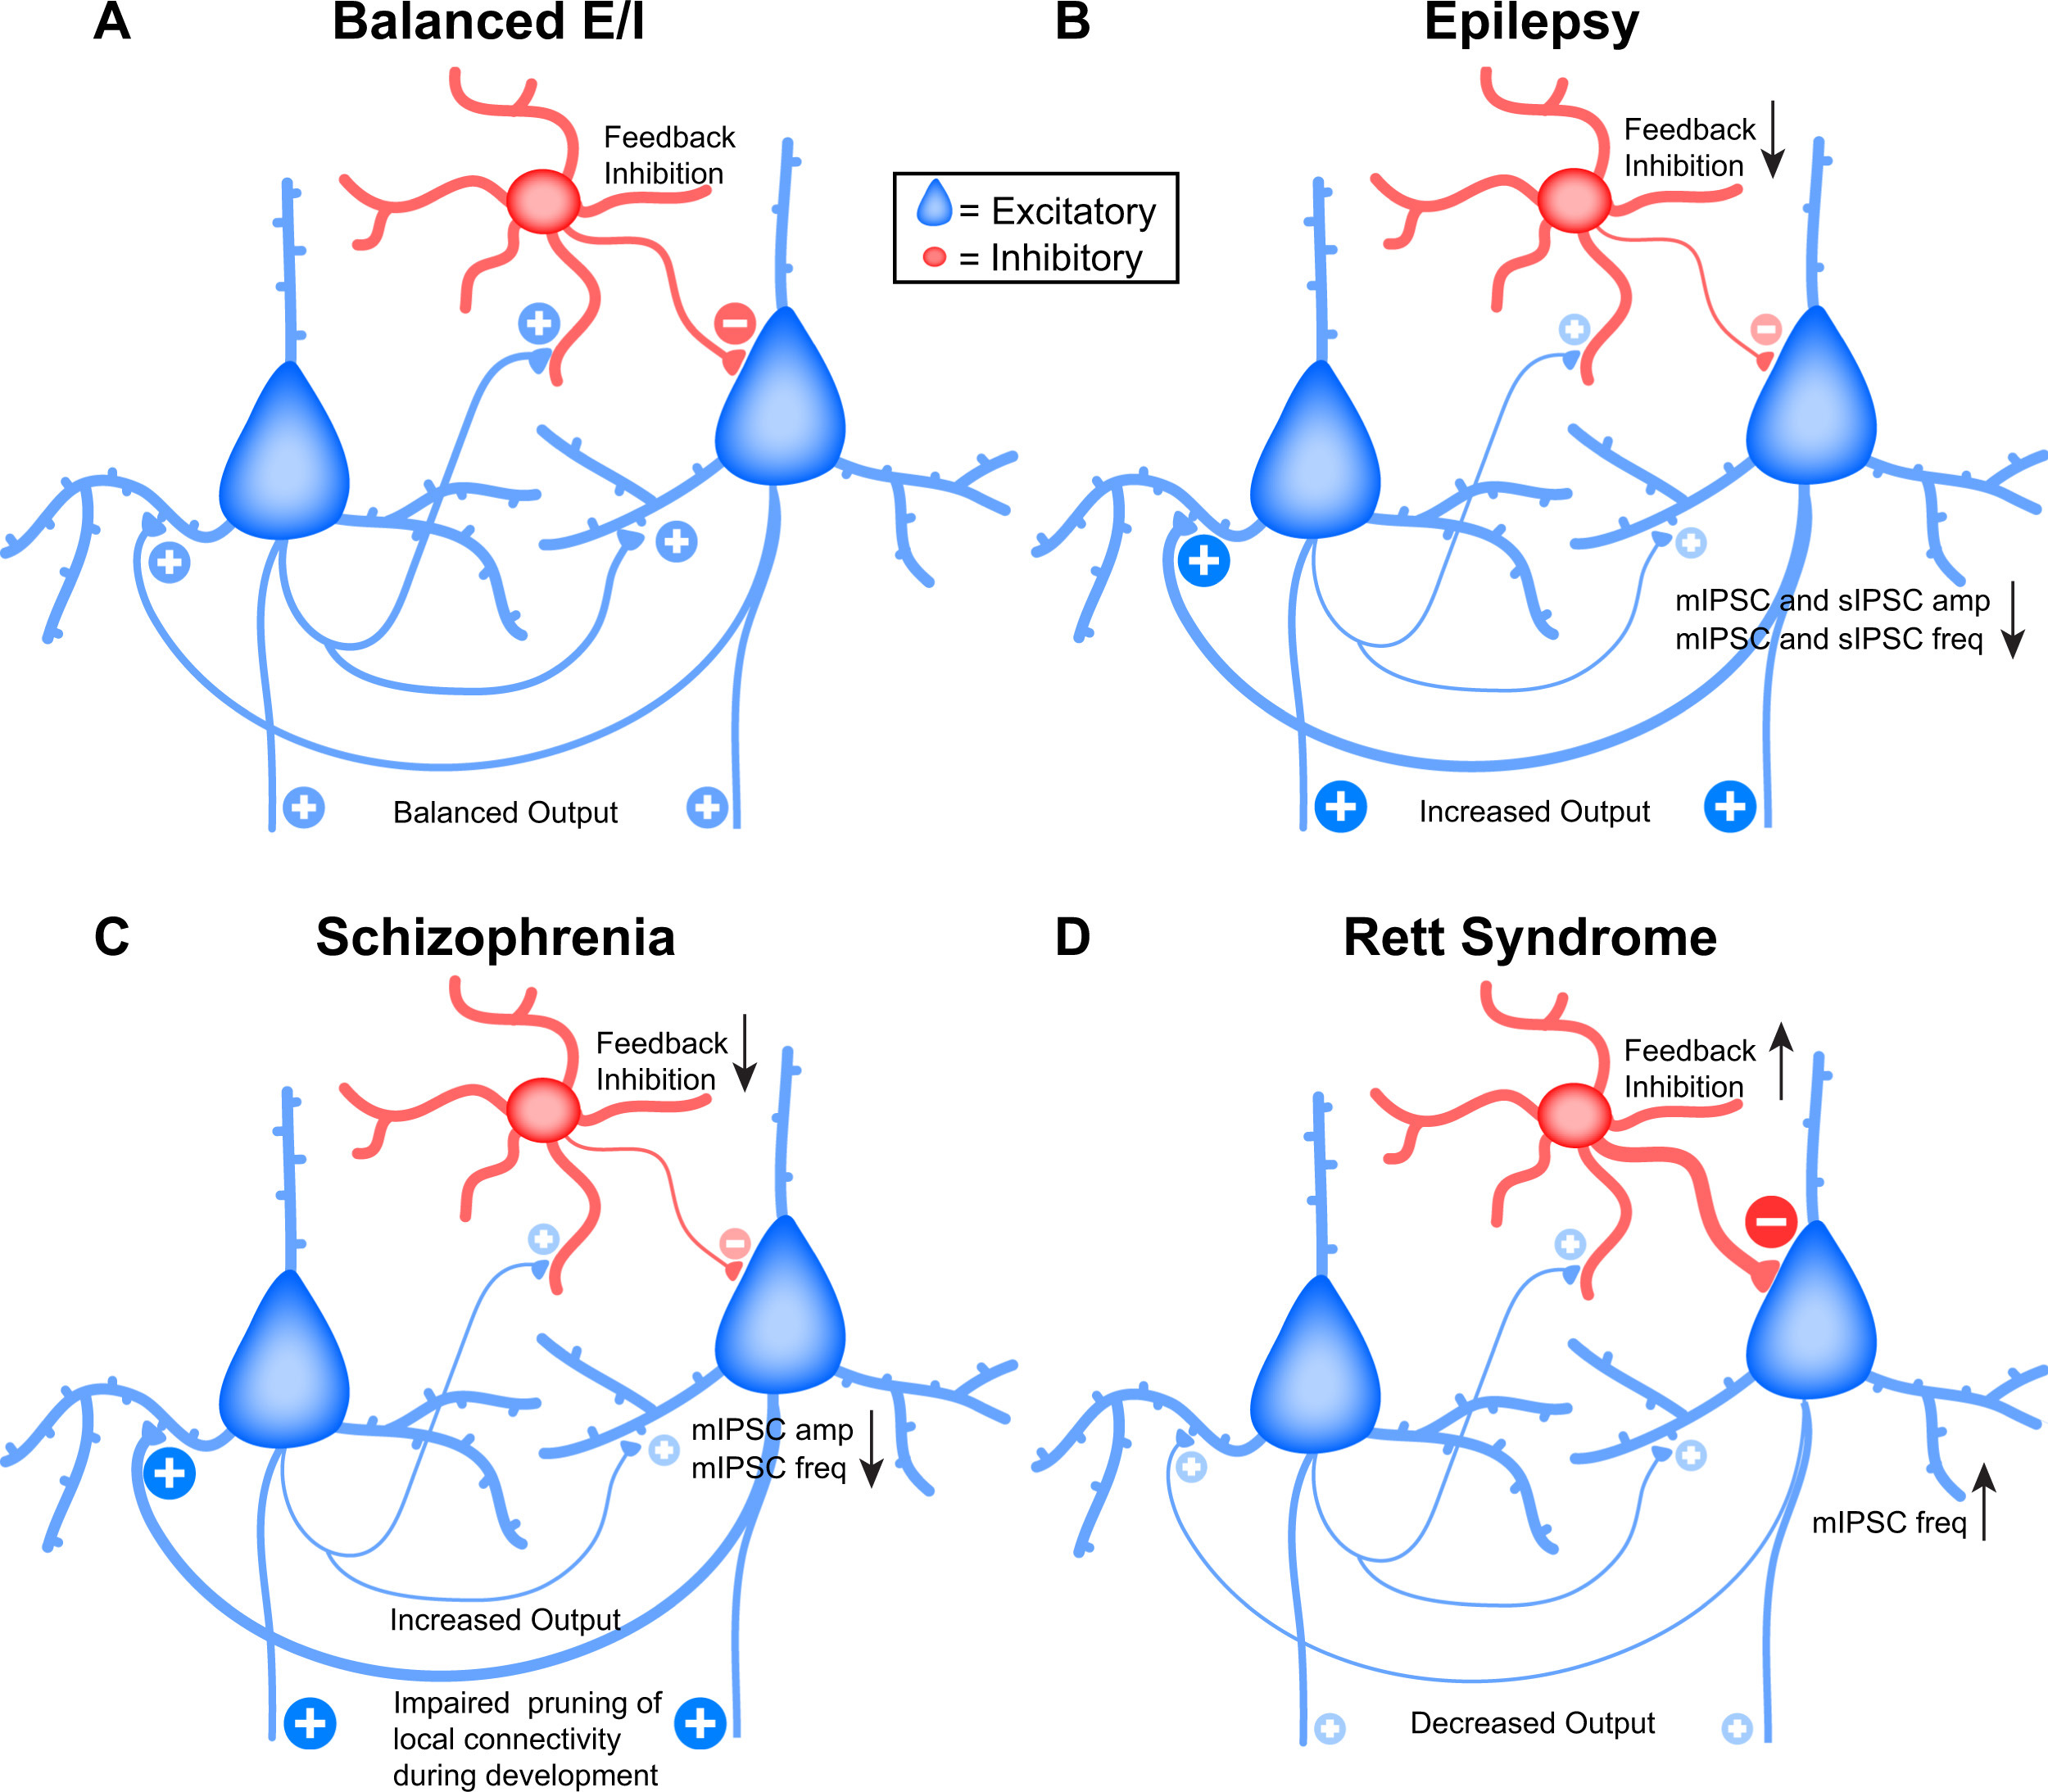 A
Balanced E/I
Feedback
Inhibition
Balanced Output
= Excitatory
= Inhibitory
B
Epilepsy
Feedback
Inhibition
mIPSC and sIPSC amp
mIPSC and sIPSC freq
Increased Output
C
Schizophrenia
Feedback
Inhibition
mIPSC amp
mIPSC freq
Increased Output
Impaired pruning of
local connectivity
during development
D
Rett Syndrome
Feedback
Inhibition
mIPSC freq
Decreased Output